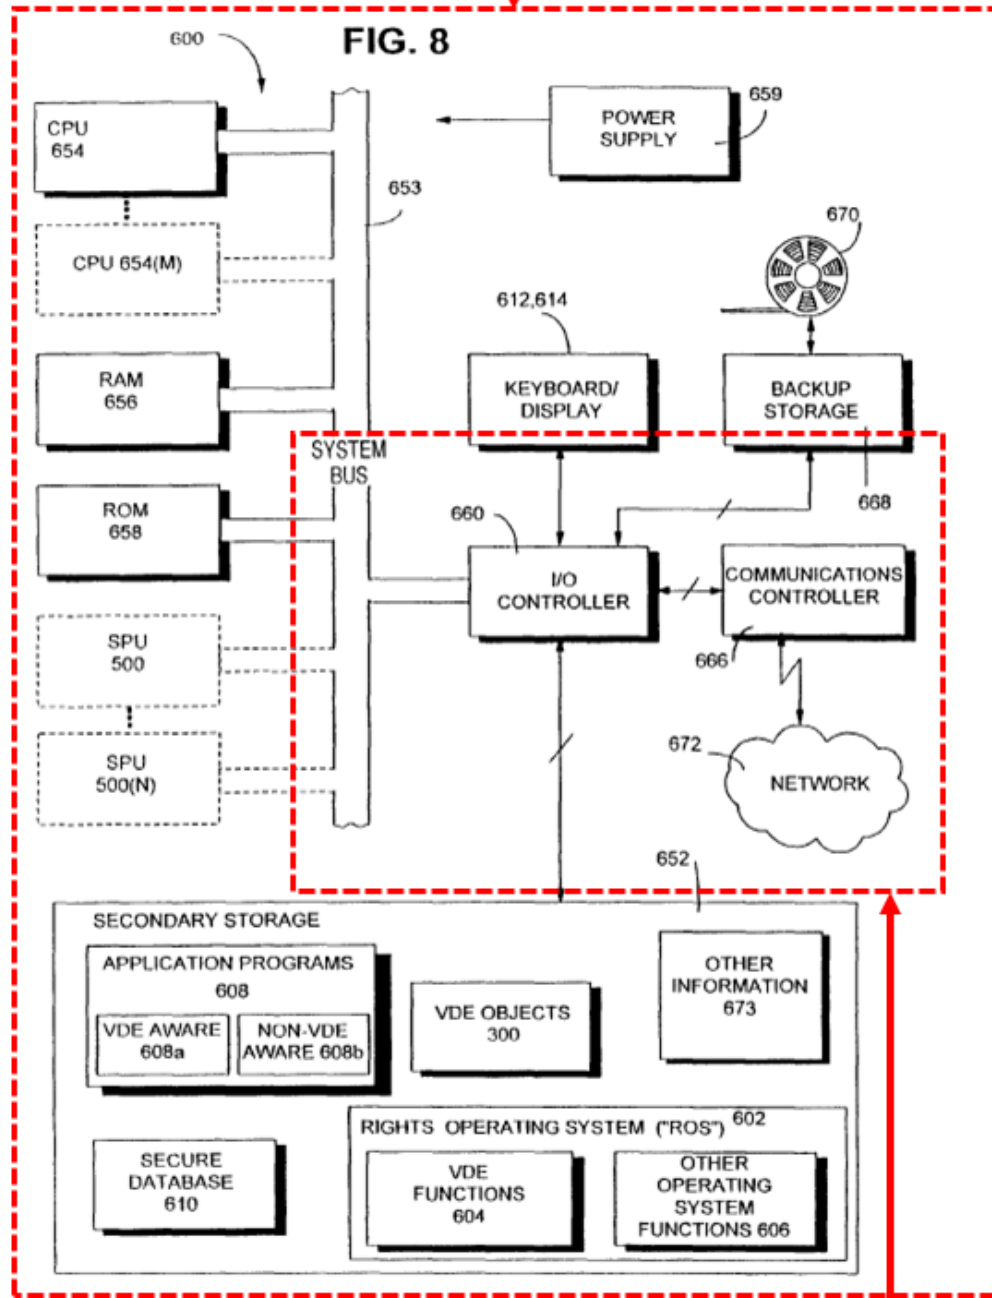 FIG. 8
600
CPU
654
POWER
SUPPLY
659
653
CPU 654(M)
670
612,614
RAM
656
KEYBOARD/
DISPLAY
BACKUP
STORAGE
668
SYSTEM
BUS
ROM
658
660
I/O
CONTROLLER
COMMUNICATIONS
CONTROLLER
666
SPU
500
SPU
500(N)
672
NETWORK
652
SECONDARY STORAGE
APPLICATION PROGRAMS
608
VDE AWARE
608a
NON-VDE
AWARE 608b
VDE OBJECTS
300
OTHER
INFORMATION
673
SECURE
DATABASE
610
RIGHTS OPERATING SYSTEM ("ROS") 602
VDE
FUNCTIONS
604
OTHER
OPERATING
SYSTEM
FUNCTIONS 606